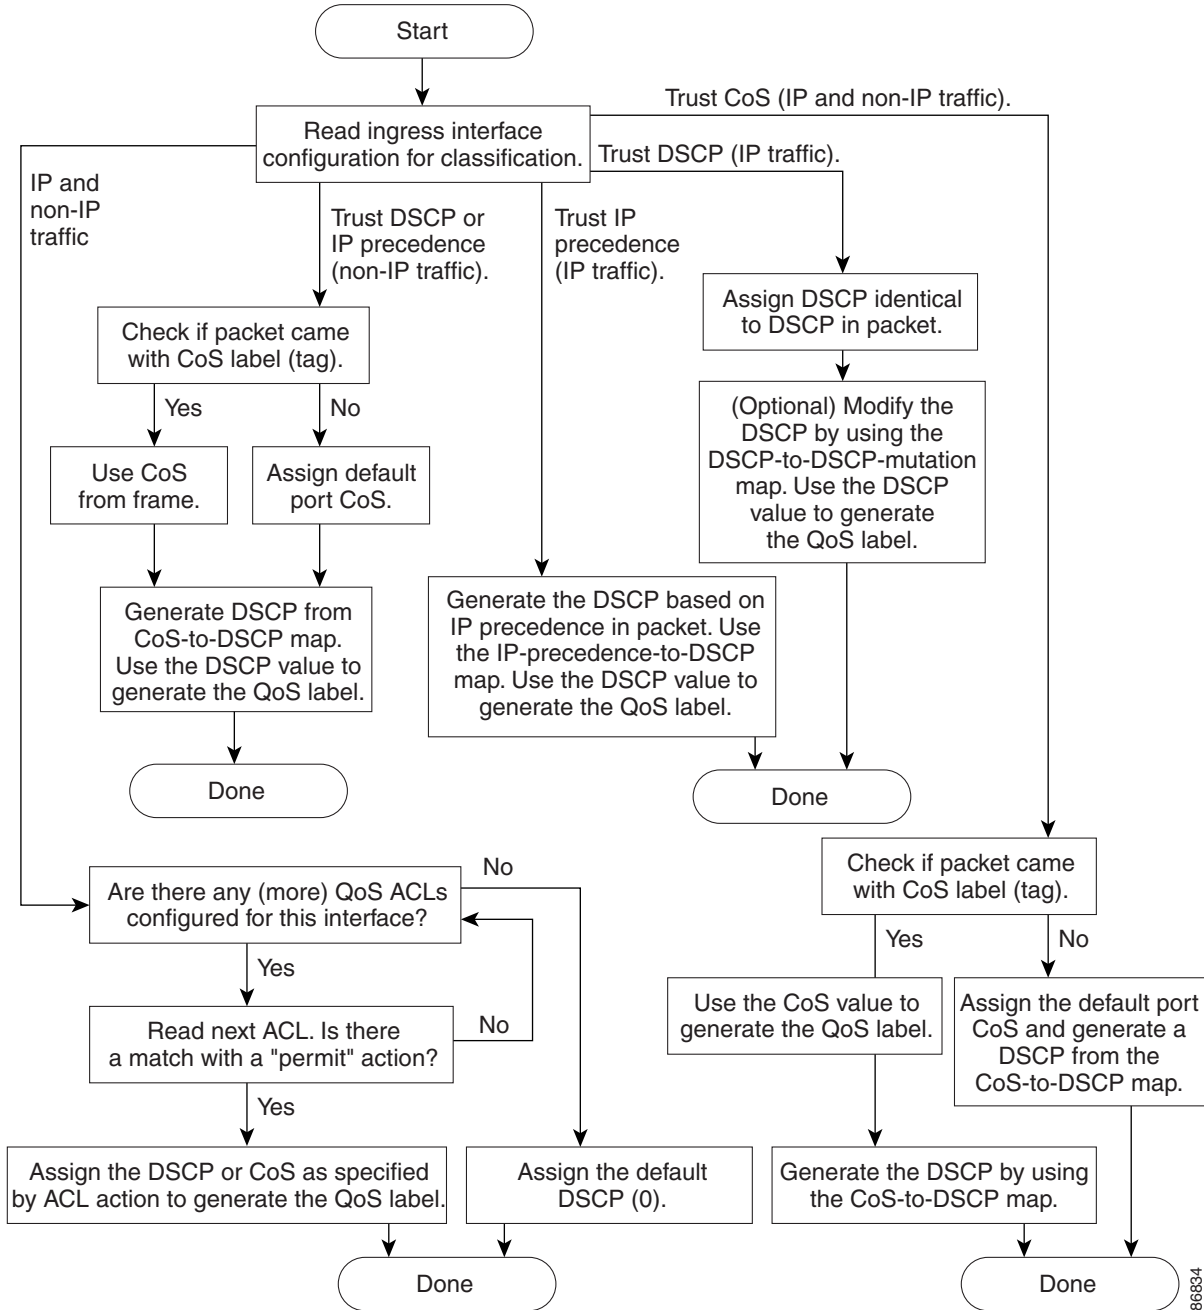 Start
Trust CoS (IP and non-IP traffic).
Read ingress interface
configuration for classification.
Trust DSCP (IP traffic).
IP and
non-IP
traffic
Trust DSCP or
IP precedence
(non-IP traffic).
Trust IP
precedence
(IP traffic).
Assign DSCP identical
to DSCP in packet.
Check if packet came
with CoS label (tag).
Yes
No
(Optional) Modify the
DSCP by using the
DSCP-to-DSCP-mutation
map. Use the DSCP
value to generate
the QoS label.
Use CoS
from frame.
Assign default
port CoS.
Generate DSCP from
CoS-to-DSCP map.
Use the DSCP value to
generate the QoS label.
Generate the DSCP based on
IP precedence in packet. Use
the IP-precedence-to-DSCP
map. Use the DSCP value to
generate the QoS label.
Done
Done
Check if packet came
with CoS label (tag).
Are there any (more) QoS ACLs
configured for this interface?
No
Yes
Yes
No
Read next ACL. Is there
a match with a "permit" action?
No
Yes
Use the CoS value to
generate the QoS label.
Assign the default port
CoS and generate a
DSCP from the
CoS-to-DSCP map.
Assign the DSCP or CoS as specified
by ACL action to generate the QoS label.
Assign the default
DSCP (0).
Generate the DSCP by using
the CoS-to-DSCP map.
Done
Done
86834